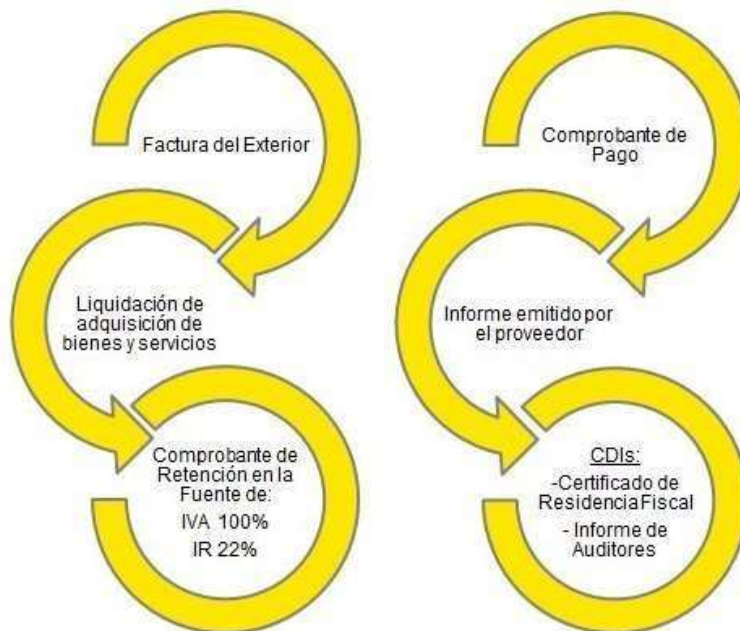 Factura del Exterior
Liquidación de
adquisición de
bienes y servicios
Comprobante de
Retención en la
Fuente de:
IVA 100%
IR 22%
Comprobante de
Pago
Informe emitido por
el proveedor
CDIs:
-Certificado de
Residencia Fiscal
- Informe de
Auditores